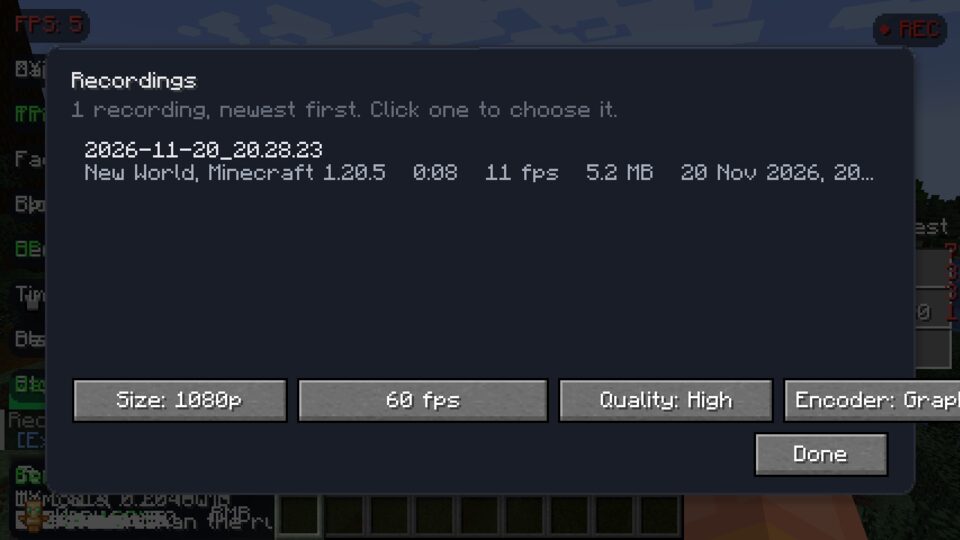 FPS: 5
REC
Recordings
1 recording, newest first. Click one to choose it.
2026-11-20_20.28.23
New World, Minecraft 1.20.5 0:08 11 fps 5.2 MB 20 Nov 2026, 20...
Size: 1080p
60 fps
Quality: High
Encoder: Grap
Done